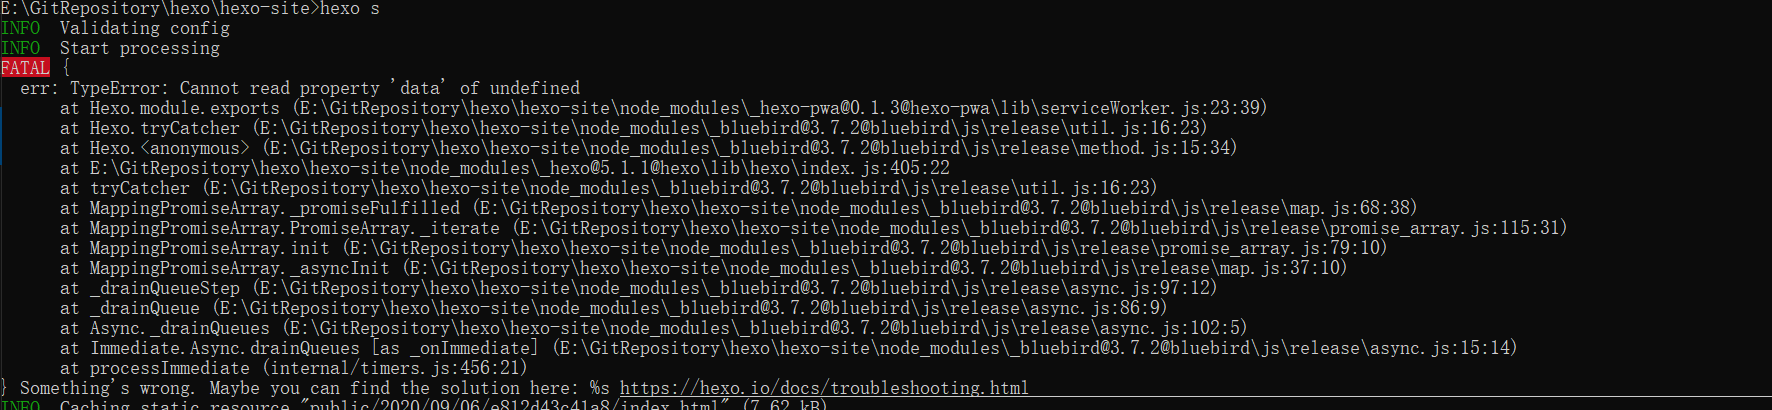 E:\GitRepository\hexo\hexo-site>hexo s
INFO  Validating config
INFO  Start processing
FATAL {
  err: TypeError: Cannot read property 'data' of undefined
      at Hexo.module.exports (E:\GitRepository\hexo\hexo-site\node_modules\_hexo-pwa@0.1.3@hexo-pwa\lib\serviceWorker.js:23:39)
      at Hexo.tryCatcher (E:\GitRepository\hexo\hexo-site\node_modules\_bluebird@3.7.2@bluebird\js\release\util.js:16:23)
      at Hexo.<anonymous> (E:\GitRepository\hexo\hexo-site\node_modules\_bluebird@3.7.2@bluebird\js\release\method.js:15:34)
      at E:\GitRepository\hexo\hexo-site\node_modules\_hexo@5.1.1@hexo\lib\hexo\index.js:405:22
      at tryCatcher (E:\GitRepository\hexo\hexo-site\node_modules\_bluebird@3.7.2@bluebird\js\release\util.js:16:23)
      at MappingPromiseArray._promiseFulfilled (E:\GitRepository\hexo\hexo-site\node_modules\_bluebird@3.7.2@bluebird\js\release\map.js:68:38)
      at MappingPromiseArray.PromiseArray._iterate (E:\GitRepository\hexo\hexo-site\node_modules\_bluebird@3.7.2@bluebird\js\release\promise_array.js:115:31)
      at MappingPromiseArray.init (E:\GitRepository\hexo\hexo-site\node_modules\_bluebird@3.7.2@bluebird\js\release\promise_array.js:79:10)
      at MappingPromiseArray._asyncInit (E:\GitRepository\hexo\hexo-site\node_modules\_bluebird@3.7.2@bluebird\js\release\map.js:37:10)
      at _drainQueueStep (E:\GitRepository\hexo\hexo-site\node_modules\_bluebird@3.7.2@bluebird\js\release\async.js:97:12)
      at _drainQueue (E:\GitRepository\hexo\hexo-site\node_modules\_bluebird@3.7.2@bluebird\js\release\async.js:86:9)
      at Async._drainQueues (E:\GitRepository\hexo\hexo-site\node_modules\_bluebird@3.7.2@bluebird\js\release\async.js:102:5)
      at Immediate.Async.drainQueues [as _onImmediate] (E:\GitRepository\hexo\hexo-site\node_modules\_bluebird@3.7.2@bluebird\js\release\async.js:15:14)
      at processImmediate (internal/timers.js:456:21)
} Something's wrong. Maybe you can find the solution here: %s https://hexo.io/docs/troubleshooting.html
INFO  Caching static resource "public/2020/09/06/e812d43c41a8/index.html" (7.62 kB)